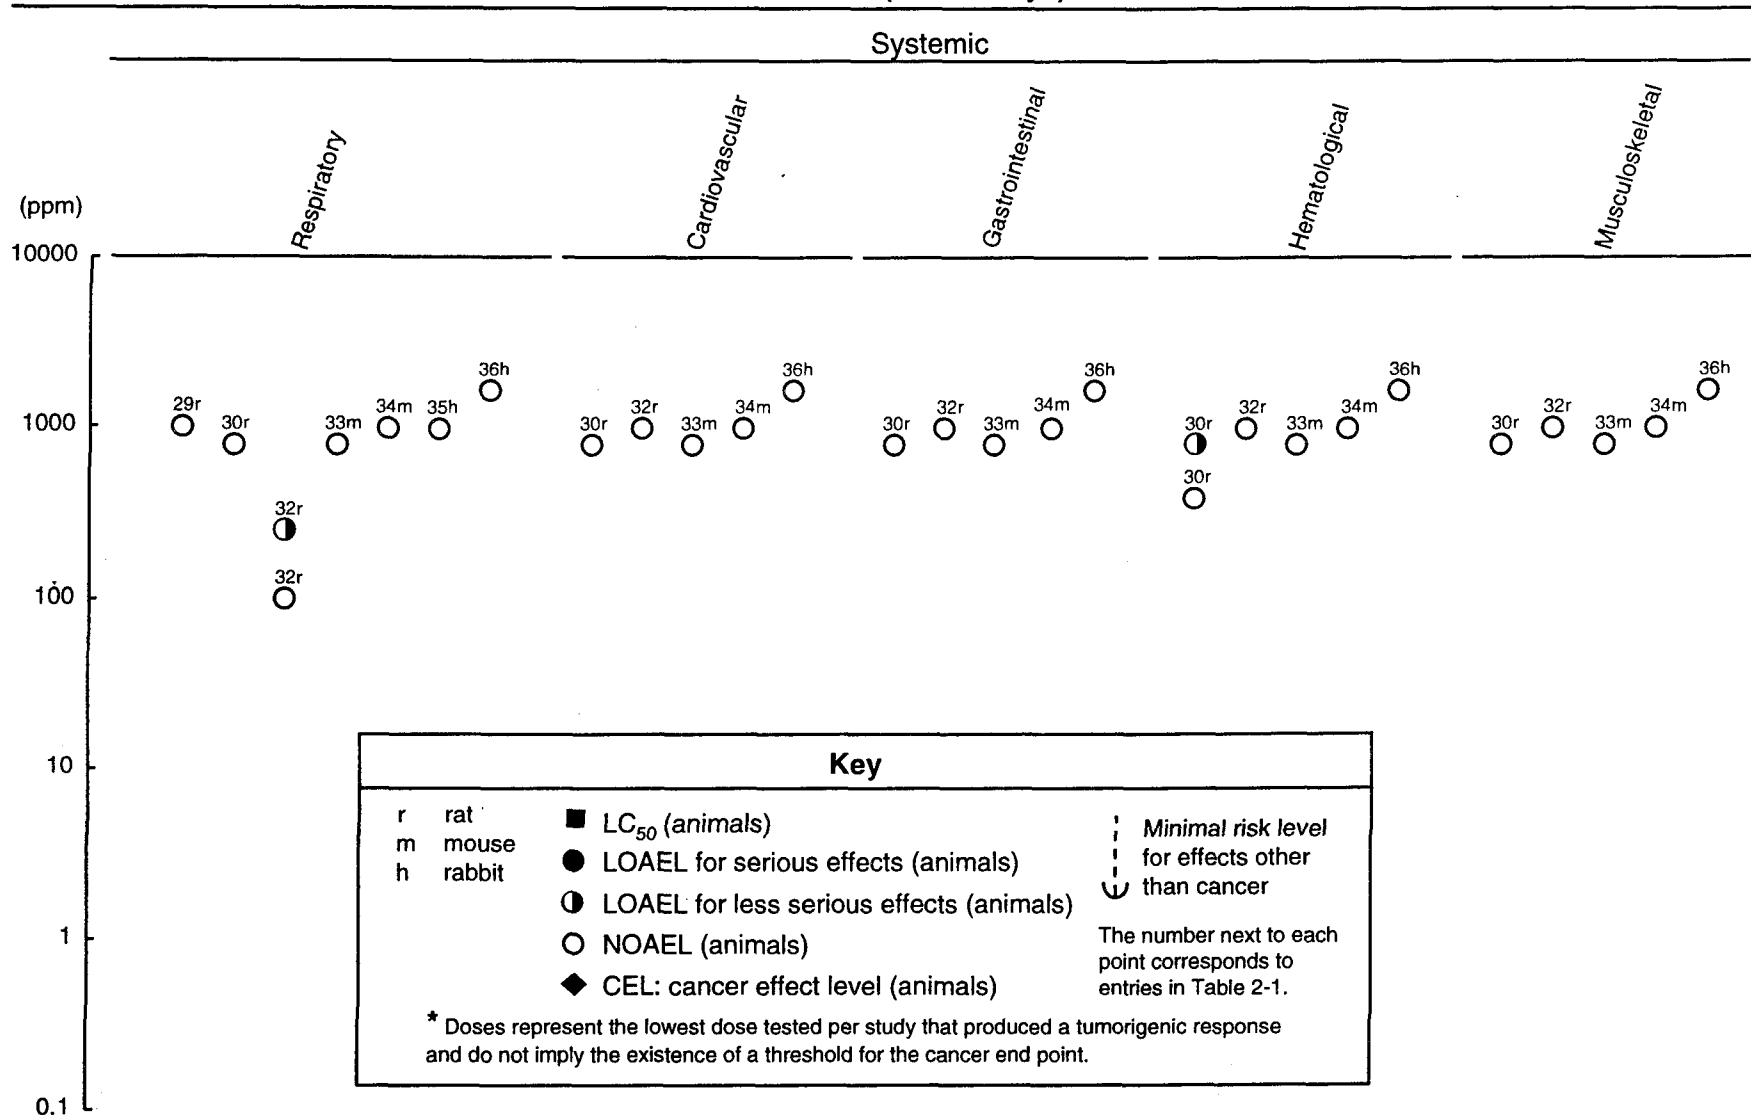 Systemic
Respiratory
Cardiovascular
Gastrointestinal
Hematological
Musculoskeletal
(ppm)
10000
1000
100
10
1
0.1
29r
30r
32r
32r
33m
34m
35h
36h
30r
32r
33m
34m
36h
30r
32r
33m
34m
36h
30r
30r
32r
33m
34m
36h
30r
32r
33m
34m
36h
Key
r rat
m mouse
h rabbit
■ LC50 (animals)
● LOAEL for serious effects (animals)
◑ LOAEL for less serious effects (animals)
○ NOAEL (animals)
◆ CEL: cancer effect level (animals)
Minimal risk level
for effects other
than cancer
The number next to each
point corresponds to
entries in Table 2-1.
* Doses represent the lowest dose tested per study that produced a tumorigenic response
and do not imply the existence of a threshold for the cancer end point.